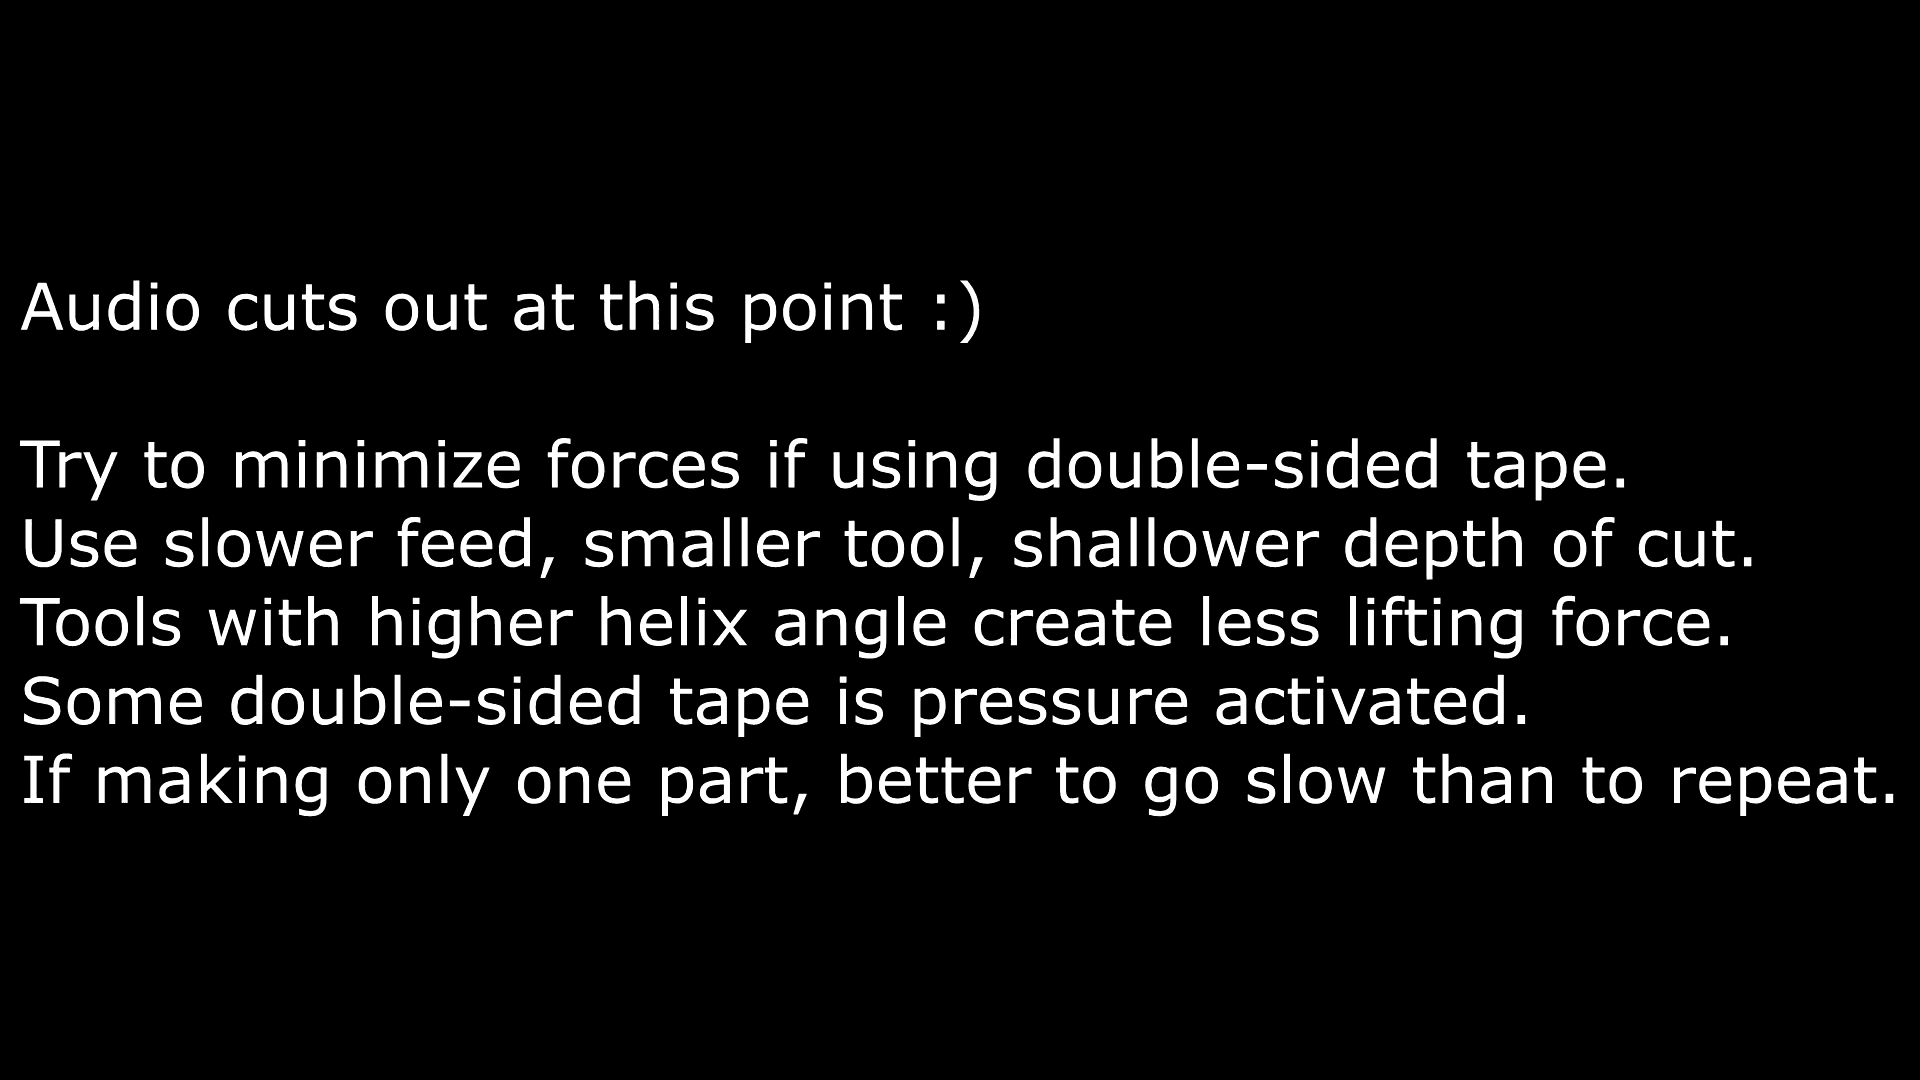 Audio cuts out at this point :)
Try to minimize forces if using double-sided tape.
Use slower feed, smaller tool, shallower depth of cut.
Tools with higher helix angle create less lifting force.
Some double-sided tape is pressure activated.
If making only one part, better to go slow than to repeat.